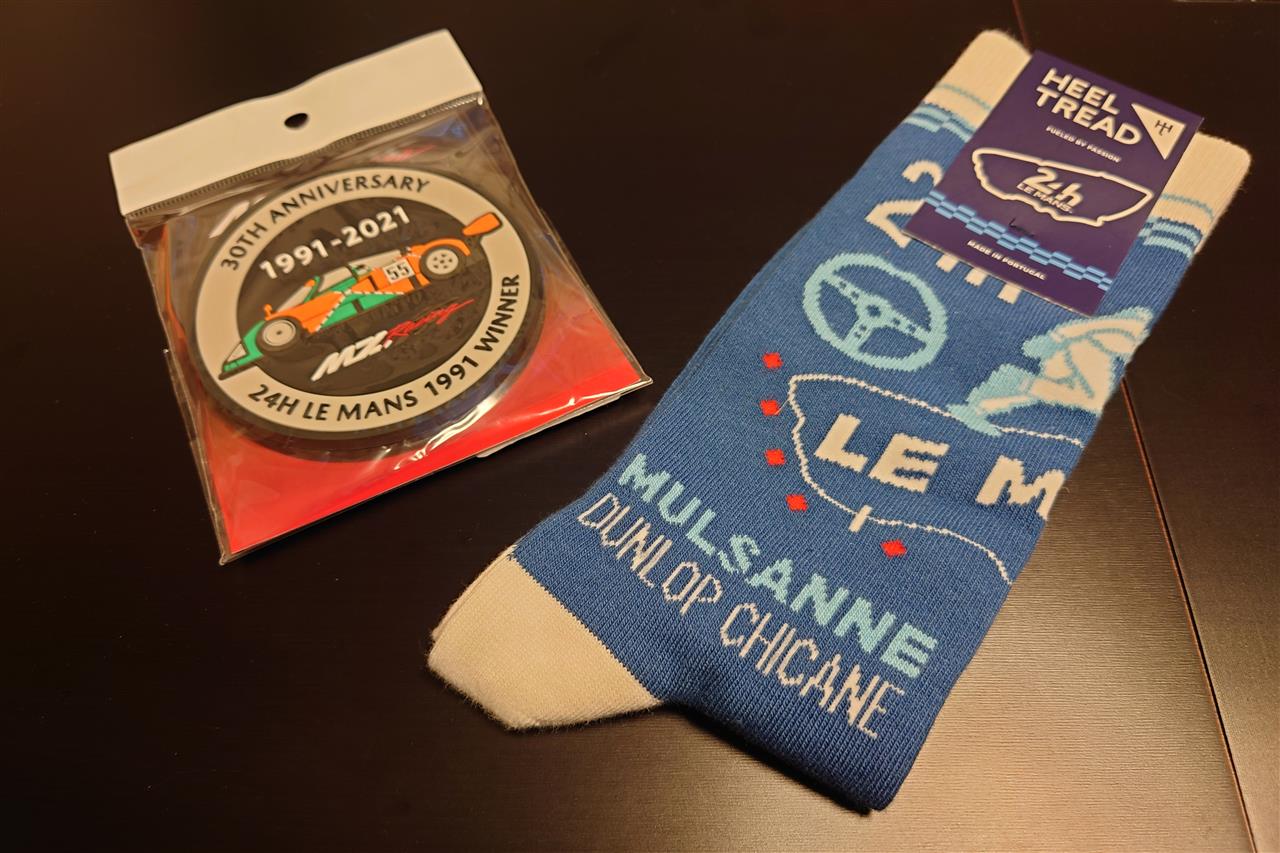 30TH ANNIVERSARY
1991-2021
55
MZ Racing
24H LE MANS 1991 WINNER
HEEL
TREAD
FUELED BY PASSION
24h
LE MANS
MADE IN PORTUGAL
LE M
MULSANNE
DUNLOP CHICANE